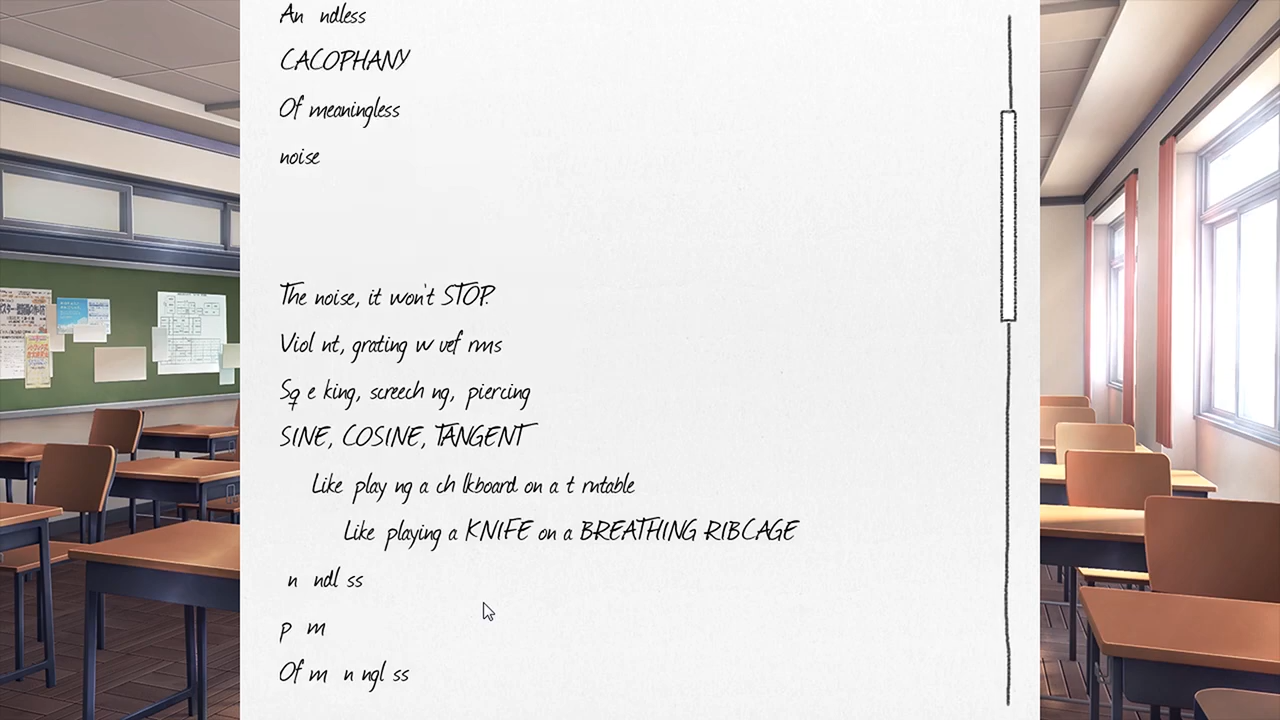 An ndless
CACOPHANY
Of meaningless
noise
The noise, it won't STOP.
Viol nt, grating w vef rms
Sq e king, screech ng, piercing
SINE, COSINE, TANGENT
Like play ng a ch lkboard on a t rntable
Like playing a KNIFE on a BREATHING RIBCAGE
n ndl ss
p m
Of m n ngl ss